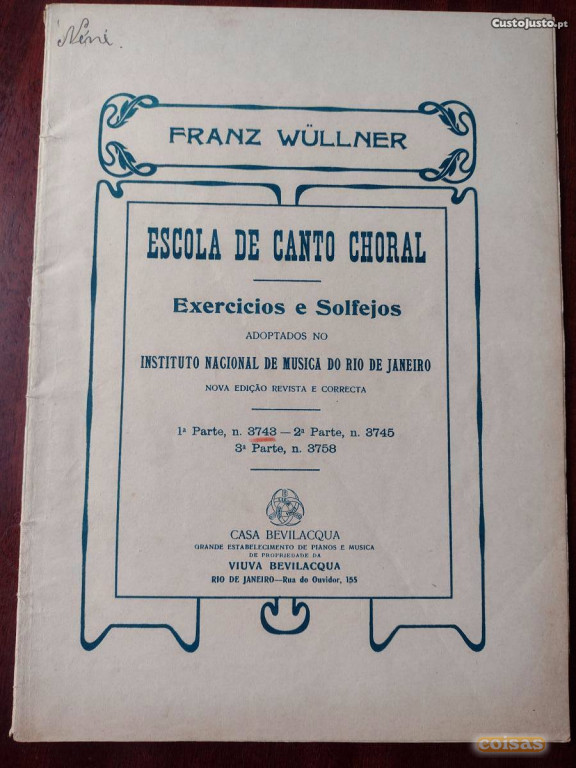 CustoJusto.pt
Néné.
FRANZ WÜLLNER
ESCOLA DE CANTO CHORAL
Exercicios e Solfejos
ADOPTADOS NO
INSTITUTO NACIONAL DE MUSICA DO RIO DE JANEIRO
NOVA EDIÇÃO REVISTA E CORRECTA
1ª Parte, n. 3743 — 2ª Parte, n. 3745
3ª Parte, n. 3758
CASA BEVILACQUA
GRANDE ESTABELECIMENTO DE PIANOS E MUSICA
DE PROPRIEDADE DA
VIUVA BEVILACQUA
RIO DE JANEIRO—Rua do Ouvidor, 155
coisas